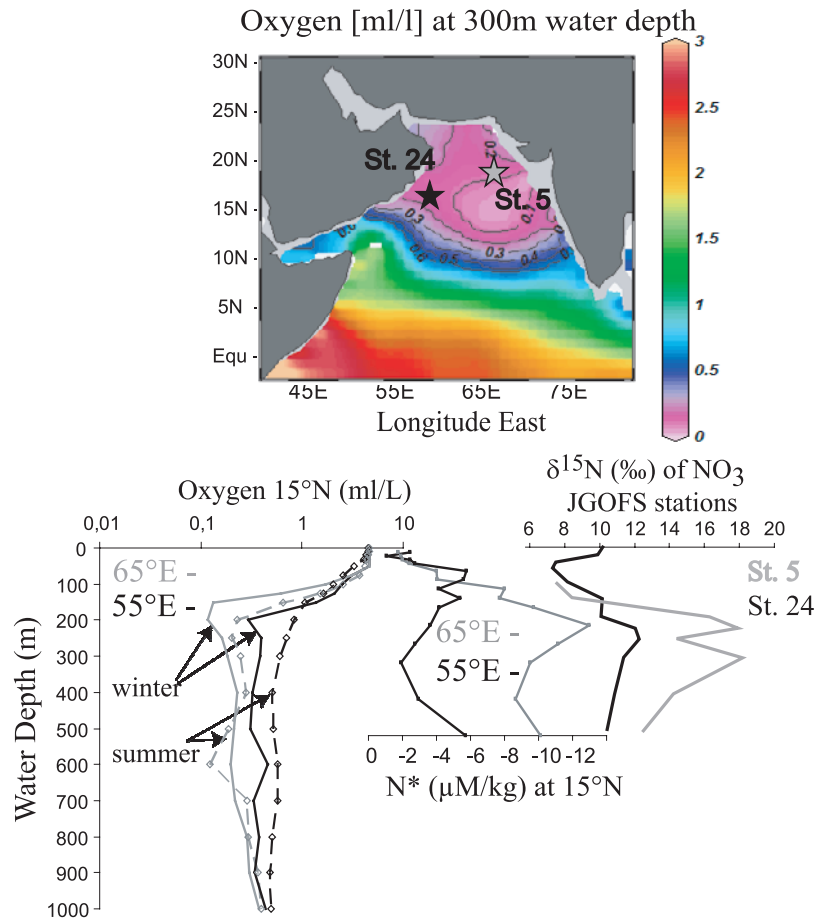 Oxygen [ml/l] at 300m water depth
30N
25N
20N
15N
10N
5N
Equ
St. 24
St. 5
0.3
0.5
0.3
0.4
3
2.5
2
1.5
1
0.5
0
45E 55E 65E 75E
Longitude East
δ¹⁵N (‰) of NO₃
JGOFS stations
Oxygen 15°N (ml/L)
0,01 0,1 1 10
6 8 10 12 14 16 18 20
0
100
200
300
400
500
600
700
800
900
1000
Water Depth (m)
65°E -
55°E -
winter
summer
65°E -
55°E -
St. 5
St. 24
0 -2 -4 -6 -8 -10 -12
N* (µM/kg) at 15°N